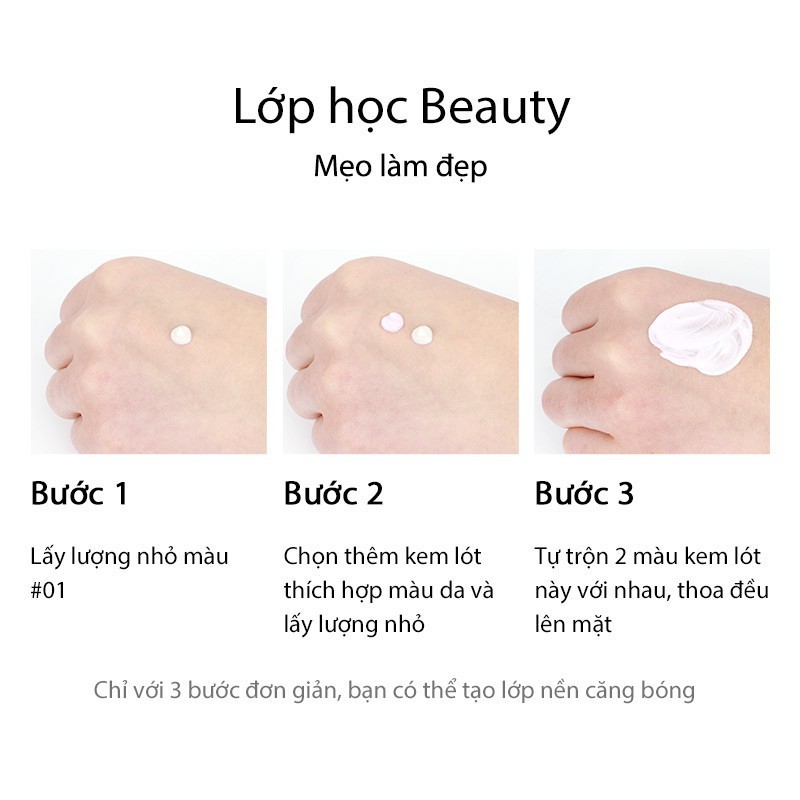 Lớp học Beauty
Mẹo làm đẹp
Bước 1
Lấy lượng nhỏ màu
#01
Bước 2
Chọn thêm kem lót
thích hợp màu da và
lấy lượng nhỏ
Bước 3
Tự trộn 2 màu kem lót
này với nhau, thoa đều
lên mặt
Chỉ với 3 bước đơn giản, bạn có thể tạo lớp nền căng bóng